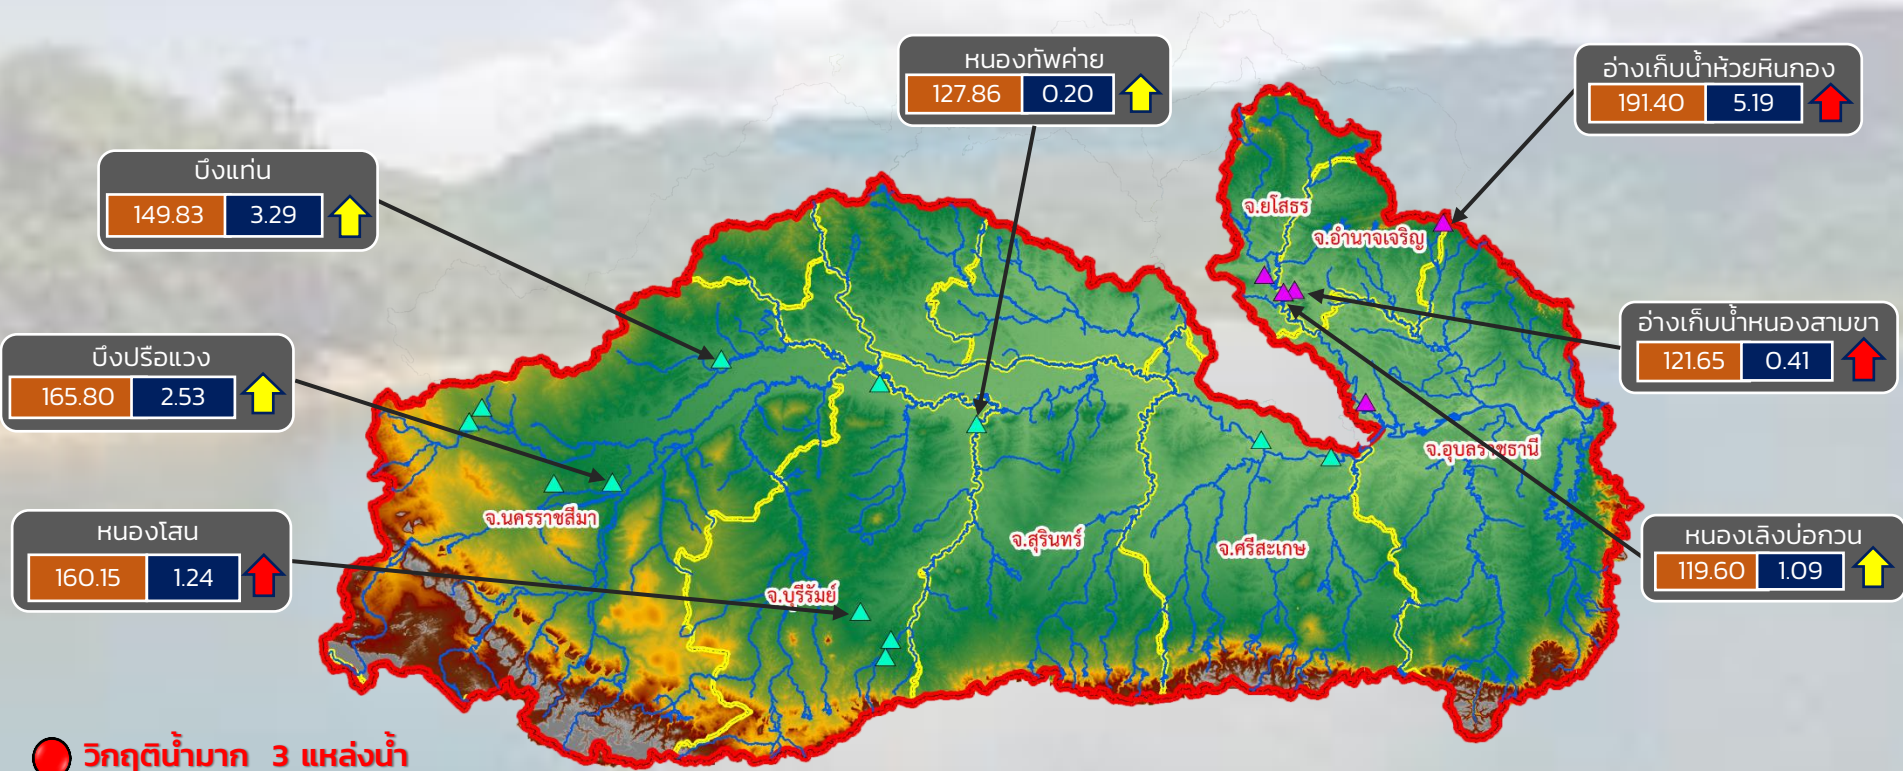 หนองทัพค่าย
127.86 0.20
อ่างเก็บน้ำห้วยหินกอง
191.40 5.19
บึงแท่น
149.83 3.29
จ.ยโสธร
จ.อำนาจเจริญ
อ่างเก็บน้ำหนองสามขา
121.65 0.41
บึงปรือแวง
165.80 2.53
จ.อุบลราชธานี
จ.นครราชสีมา
หนองโสน
160.15 1.24
จ.สุรินทร์
จ.ศรีสะเกษ
หนองเลิงบ่อกวน
119.60 1.09
จ.บุรีรัมย์
วิกฤติน้ำมาก 3 แหล่งน้ำ